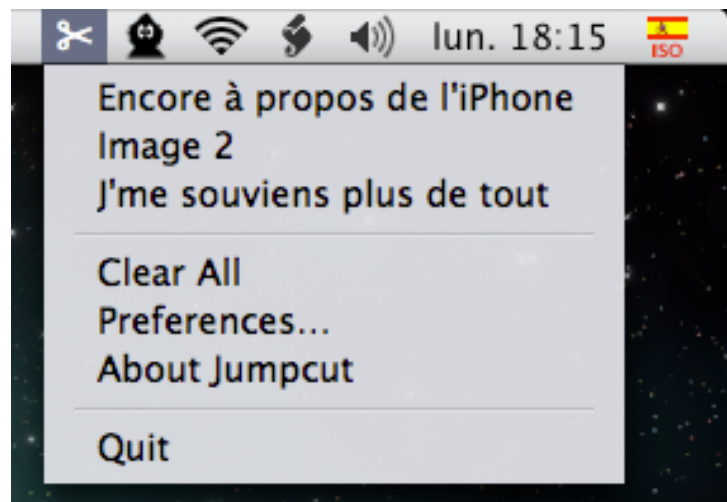 lun. 18:15
ISO
Encore à propos de l'iPhone
Image 2
J'me souviens plus de tout
Clear All
Preferences...
About Jumpcut
Quit